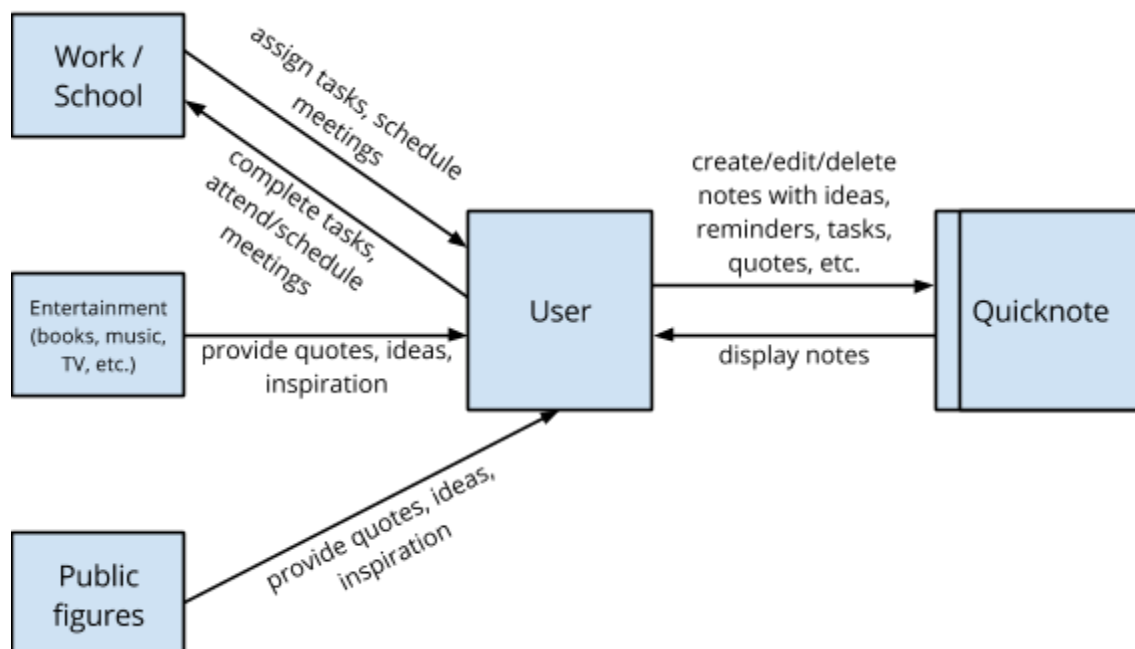 Work /
School
assign tasks, schedule
meetings
complete tasks,
attend/schedule
meetings
create/edit/delete
notes with ideas,
reminders, tasks,
quotes, etc.
Entertainment
(books, music,
TV, etc.)
provide quotes, ideas,
inspiration
User
display notes
Quicknote
Public
figures
provide quotes, ideas,
inspiration